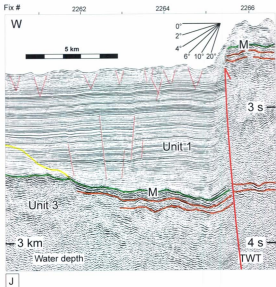 Fix #
2262 2264 2266
W
0°
2°
4°
6° 10° 20°
M
5 km
3 s
Unit 1
M
Unit 3
3 km
4 s
Water depth
TWT
J